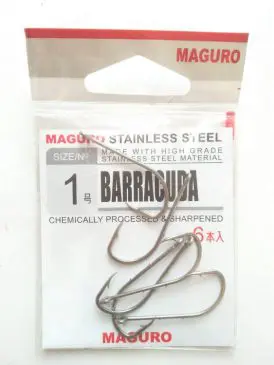 MAGURO
MAGURO STAINLESS STEEL
SIZE/N
MADE WITH HIGH GRADE
STAINLESS STEEL MATERIAL
1号 BARRACUDA
CHEMICALLY PROCESSED & SHARPENED
6本入
MAGURO